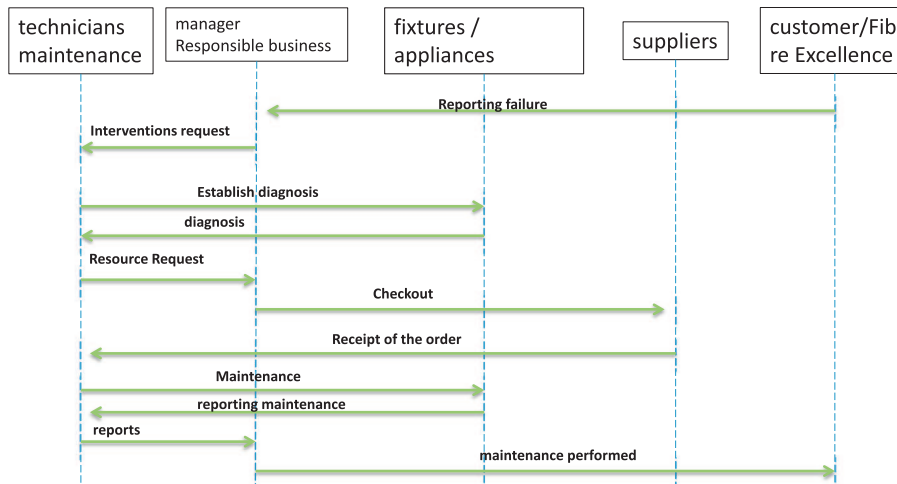 technicians
maintenance
manager
Responsible business
fixtures /
appliances
suppliers
customer/Fib
re Excellence
Reporting failure
Interventions request
Establish diagnosis
diagnosis
Resource Request
Checkout
Receipt of the order
Maintenance
reporting maintenance
reports
maintenance performed